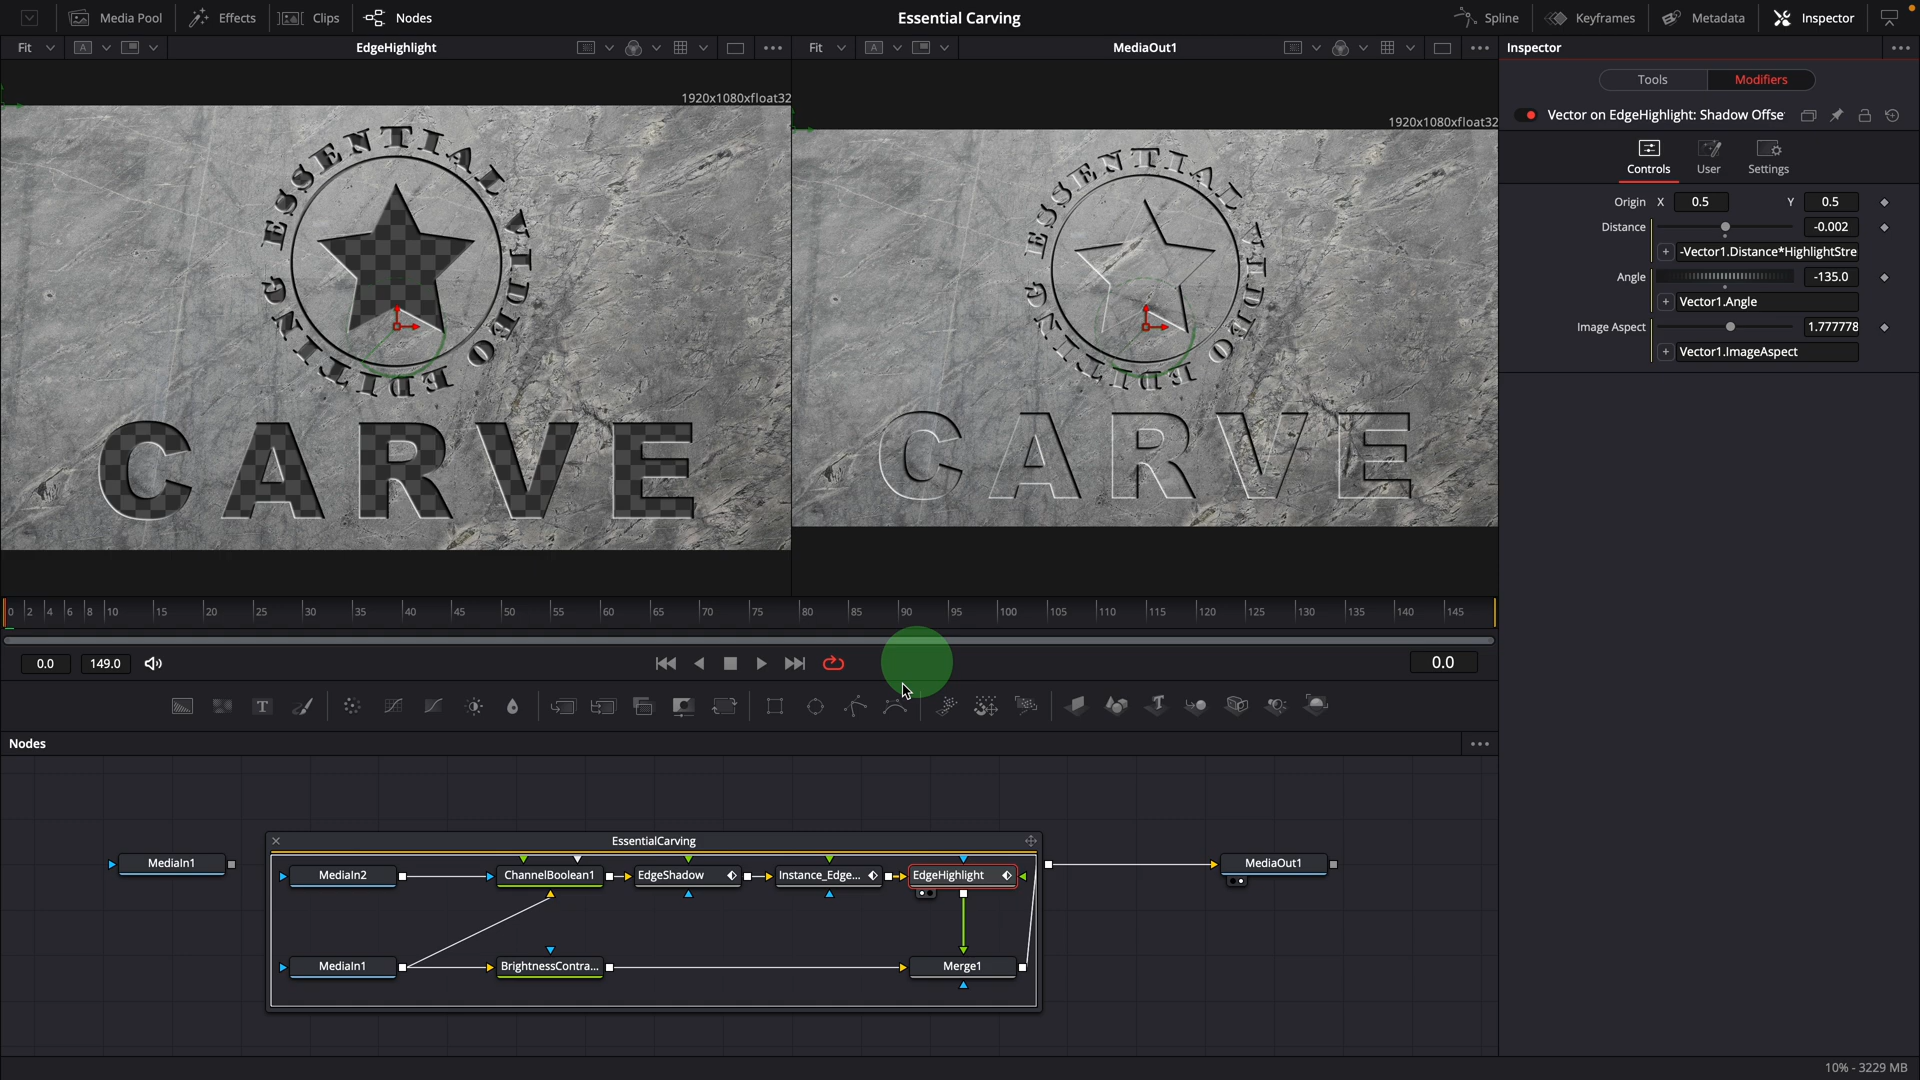 Media Pool
Effects
Clips
Nodes
Essential Carving
Spline
Keyframes
Metadata
Inspector
Fit
A
EdgeHighlight
Fit
A
MediaOut1
Inspector
Tools
Modifiers
Vector on EdgeHighlight: Shadow Offse
Controls
User
Settings
Origin X 0.5 Y 0.5
Distance -0.002
-Vector1.Distance*HighlightStre
Angle -135.0
Vector1.Angle
Image Aspect 1.777778
Vector1.ImageAspect
1920x1080xfloat32
ESSENTIAL VIDEO EDITING
CARVE
1920x1080xfloat32
ESSENTIAL VIDEO EDITING
CARVE
0 2 4 6 8 10 15 20 25 30 35 40 45 50 55 60 65 70 75 80 85 90 95 100 105 110 115 120 125 130 135 140 145
0.0 149.0 0.0
Nodes
EssentialCarving
MediaIn1
MediaIn2
ChannelBoolean1
EdgeShadow
Instance_Edge...
EdgeHighlight
MediaOut1
MediaIn1
BrightnessContra...
Merge1
10% - 3229 MB